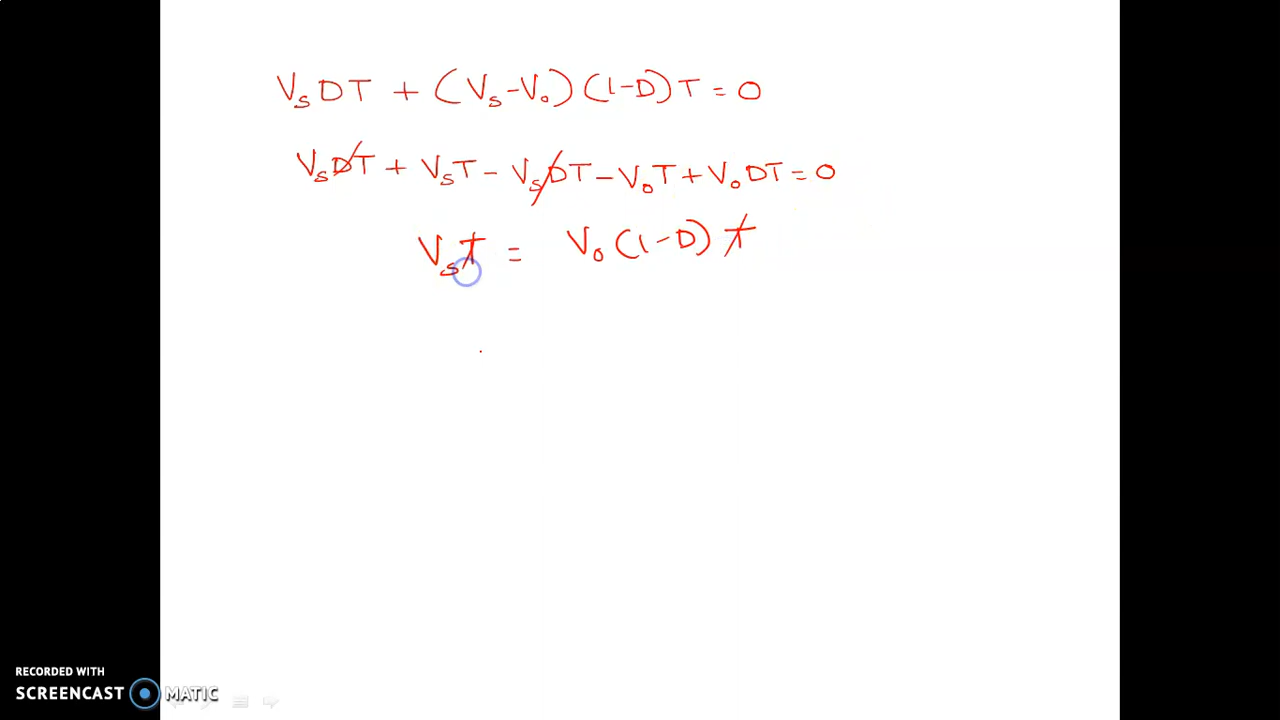 VsDT + (Vs-Vo)(1-D)T=0
VsDT + VsT - VsDT - VoT + VoDT=0
VsT = Vo(1-D)T
RECORDED WITH
SCREENCAST MATIC